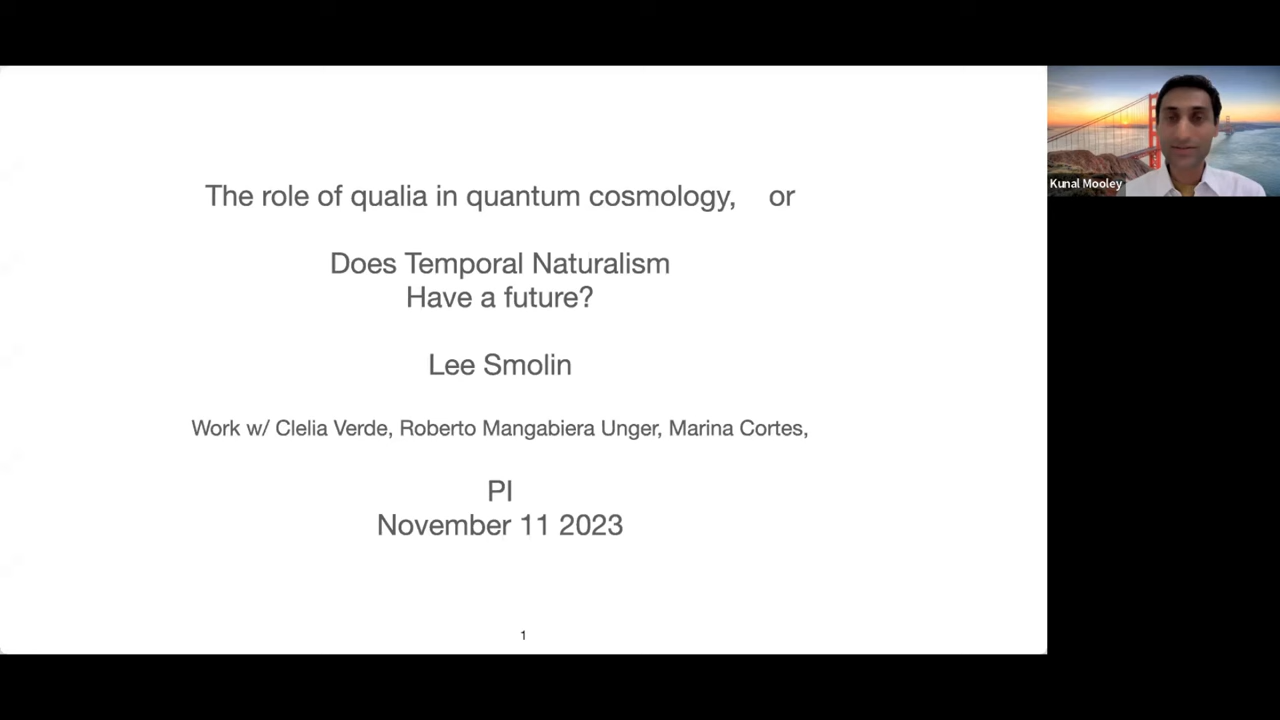 The role of qualia in quantum cosmology, or
Does Temporal Naturalism
Have a future?
Lee Smolin
Work w/ Clelia Verde, Roberto Mangabiera Unger, Marina Cortes,
PI
November 11 2023
1
Kunal Mooley